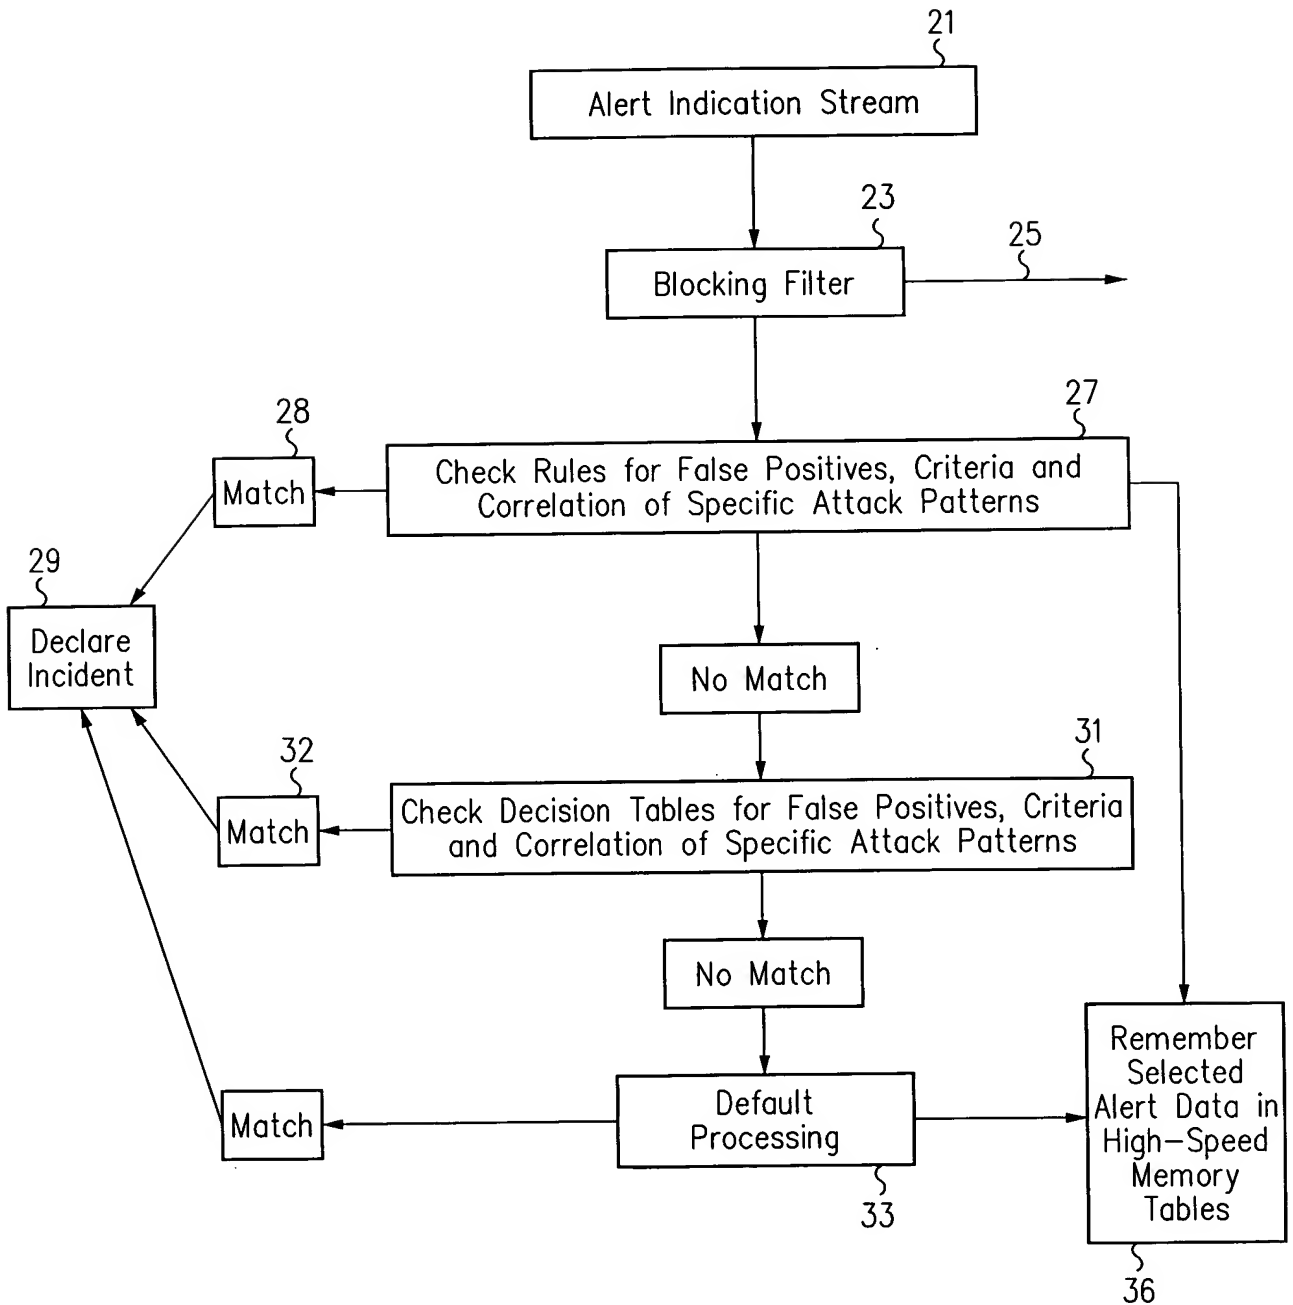 21
Alert Indication Stream
23
25
Blocking Filter
27
28
Check Rules for False Positives, Criteria and
Correlation of Specific Attack Patterns
Match
29
Declare
Incident
No Match
31
32
Check Decision Tables for False Positives, Criteria
and Correlation of Specific Attack Patterns
Match
No Match
Remember
Selected
Alert Data in
High-Speed
Memory
Tables
Default
Processing
Match
33
36